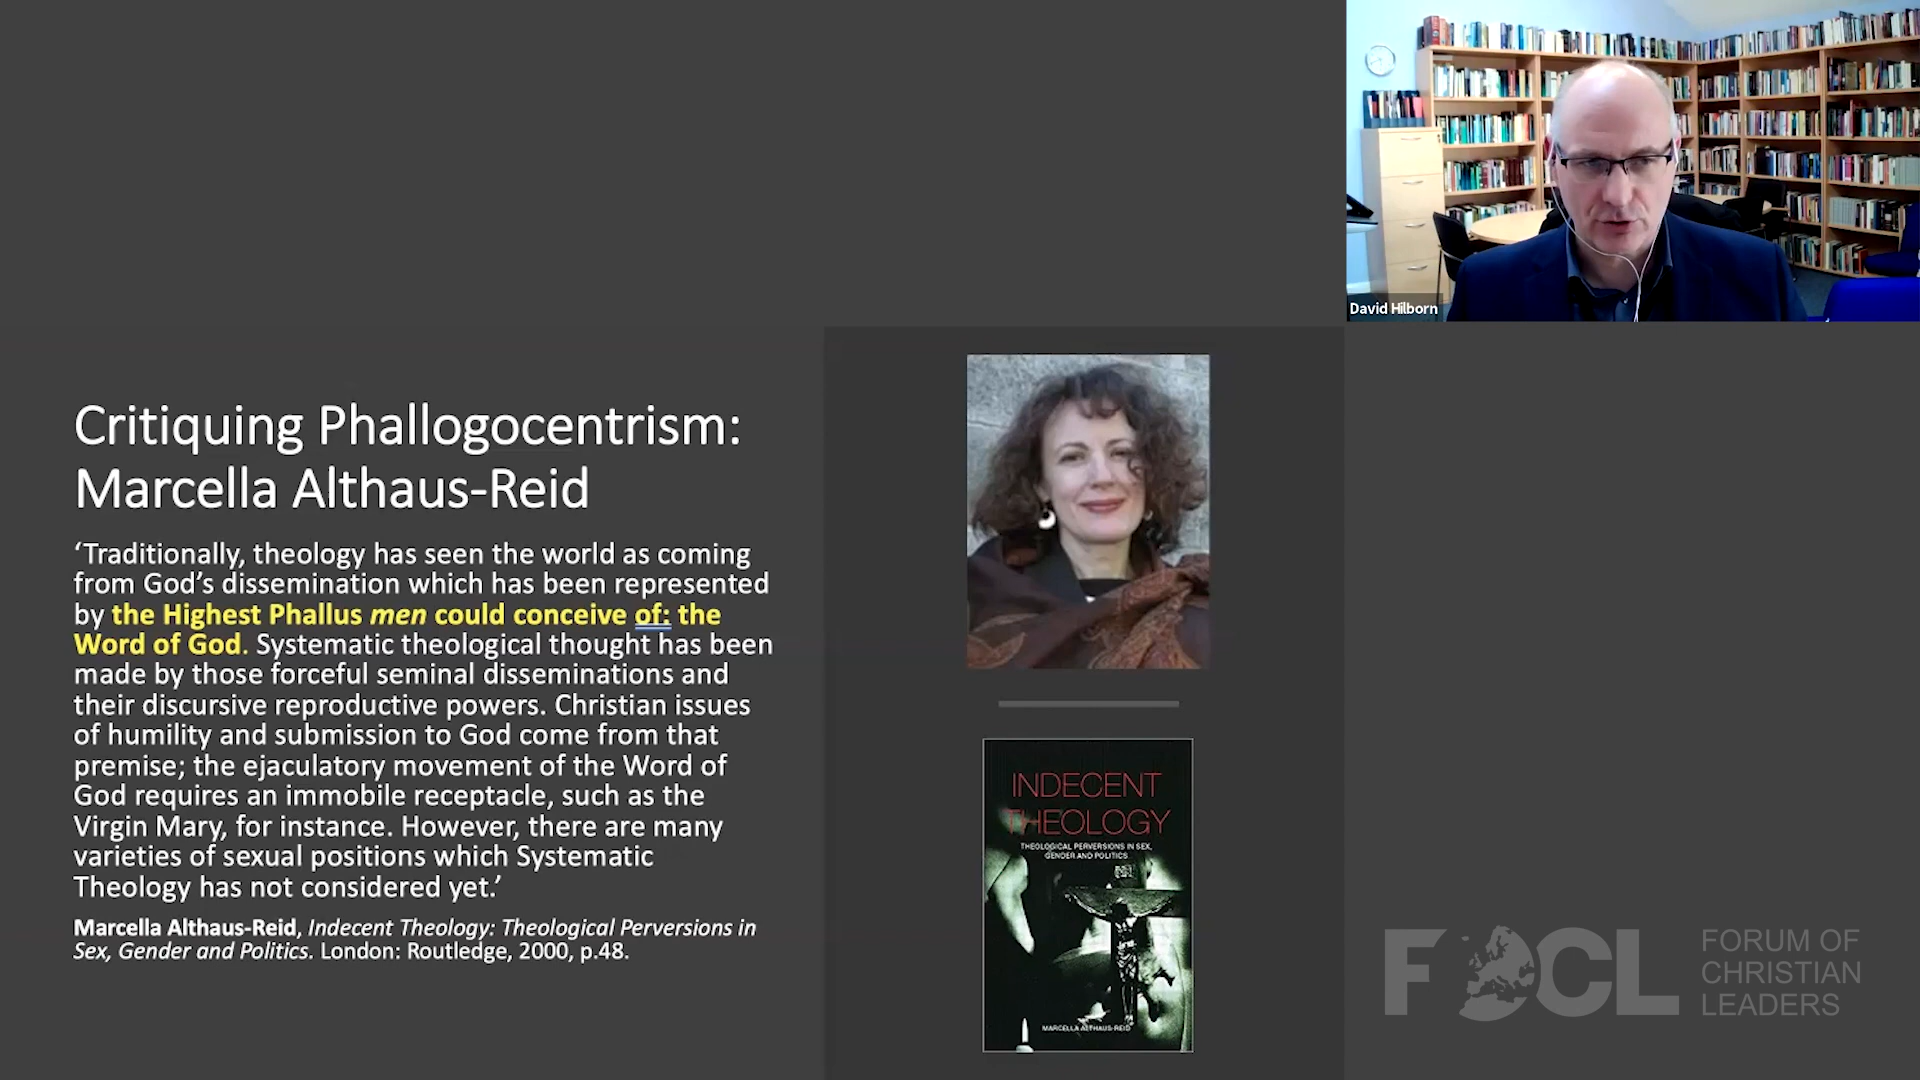 David Hilborn
Critiquing Phallogocentrism:
Marcella Althaus-Reid
‘Traditionally, theology has seen the world as coming
from God’s dissemination which has been represented
by the Highest Phallus men could conceive of: the
Word of God. Systematic theological thought has been
made by those forceful seminal disseminations and
their discursive reproductive powers. Christian issues
of humility and submission to God come from that
premise; the ejaculatory movement of the Word of
God requires an immobile receptacle, such as the
Virgin Mary, for instance. However, there are many
varieties of sexual positions which Systematic
Theology has not considered yet.’
Marcella Althaus-Reid, Indecent Theology: Theological Perversions in
Sex, Gender and Politics. London: Routledge, 2000, p.48.
INDECENT
THEOLOGY
THEOLOGICAL PERVERSIONS IN SEX,
GENDER AND POLITICS
MARCELLA ALTHAUS-REID
FOCL
FORUM OF
CHRISTIAN
LEADERS